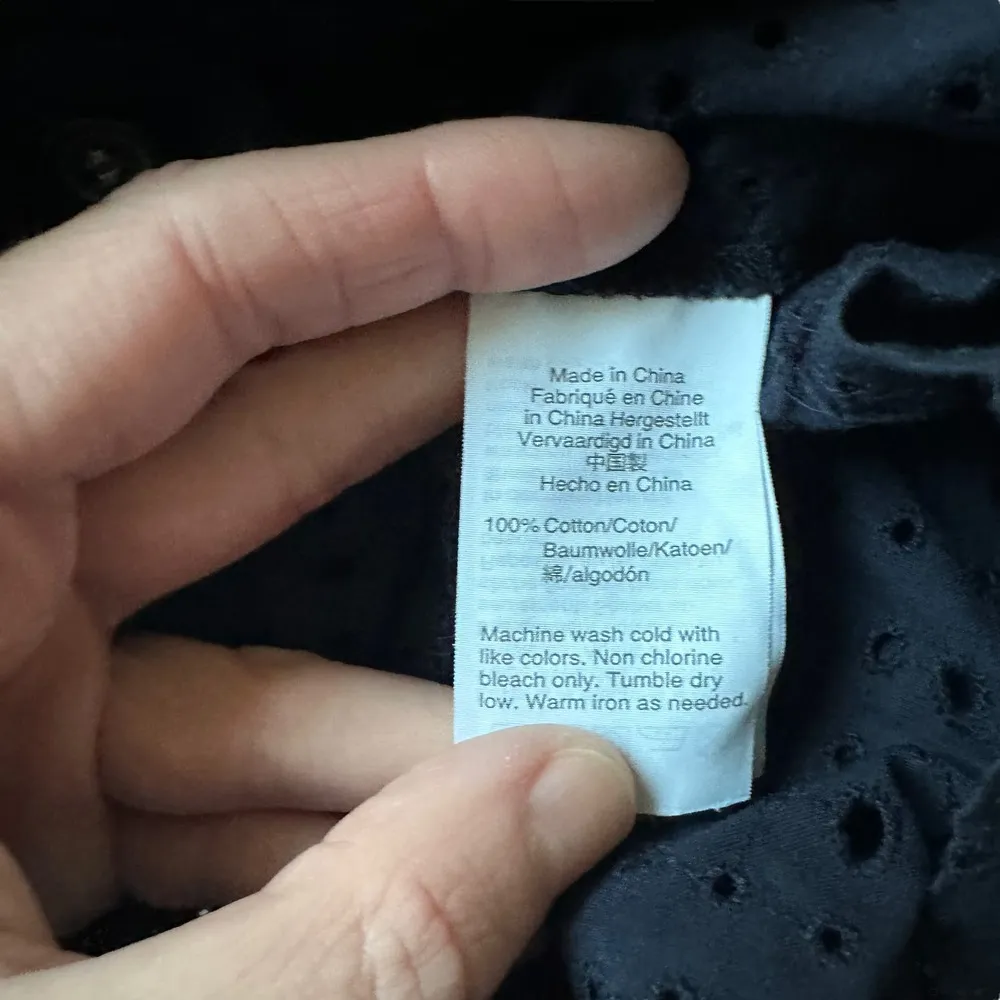 Made in China
Fabriqué en Chine
in China Hergestellt
Vervaardigd in China
中国製
Hecho en China
100% Cotton/Coton/
Baumwolle/Katoen/
綿/algodón
Machine wash cold with
like colors. Non chlorine
bleach only. Tumble dry
low. Warm iron as needed.